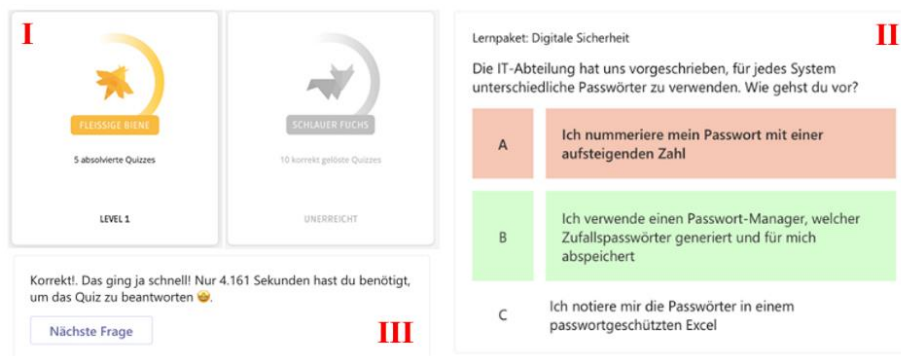 I
FLEISSIGE BIENE
5 absolvierte Quizzes
LEVEL 1
SCHLAUER FUCHS
10 korrekt gelöste Quizzes
UNERREICHT
II
Lernpaket: Digitale Sicherheit
Die IT-Abteilung hat uns vorgeschrieben, für jedes System
unterschiedliche Passwörter zu verwenden. Wie gehst du vor?
A
Ich nummeriere mein Passwort mit einer
aufsteigenden Zahl
B
Ich verwende einen Passwort-Manager, welcher
Zufallspasswörter generiert und für mich
abspeichert
C
Ich notiere mir die Passwörter in einem
passwortgeschützten Excel
Korrekt!. Das ging ja schnell! Nur 4.161 Sekunden hast du benötigt,
um das Quiz zu beantworten 🤩.
Nächste Frage
III